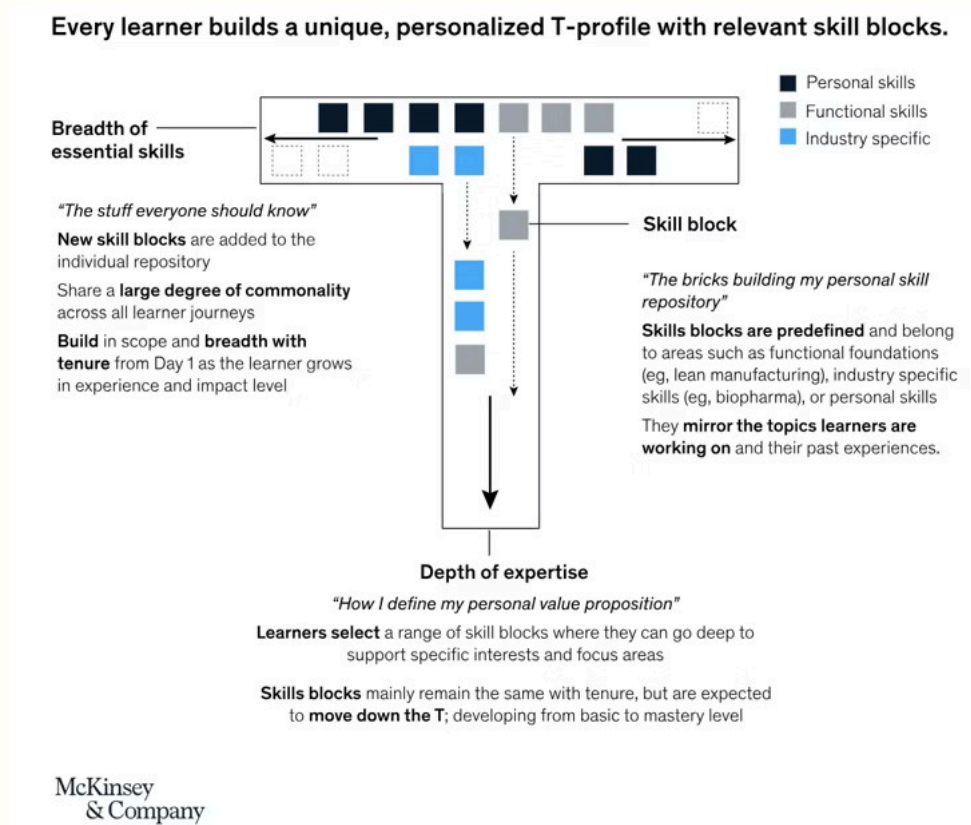 Every learner builds a unique, personalized T-profile with relevant skill blocks.
Personal skills
Functional skills
Industry specific
Breadth of
essential skills
"The stuff everyone should know"
New skill blocks are added to the
individual repository
Share a large degree of commonality
across all learner journeys
Build in scope and breadth with
tenure from Day 1 as the learner grows
in experience and impact level
Skill block
"The bricks building my personal skill
repository"
Skills blocks are predefined and belong
to areas such as functional foundations
(eg, lean manufacturing), industry specific
skills (eg, biopharma), or personal skills
They mirror the topics learners are
working on and their past experiences.
Depth of expertise
"How I define my personal value proposition"
Learners select a range of skill blocks where they can go deep to
support specific interests and focus areas
Skills blocks mainly remain the same with tenure, but are expected
to move down the T; developing from basic to mastery level
McKinsey
& Company